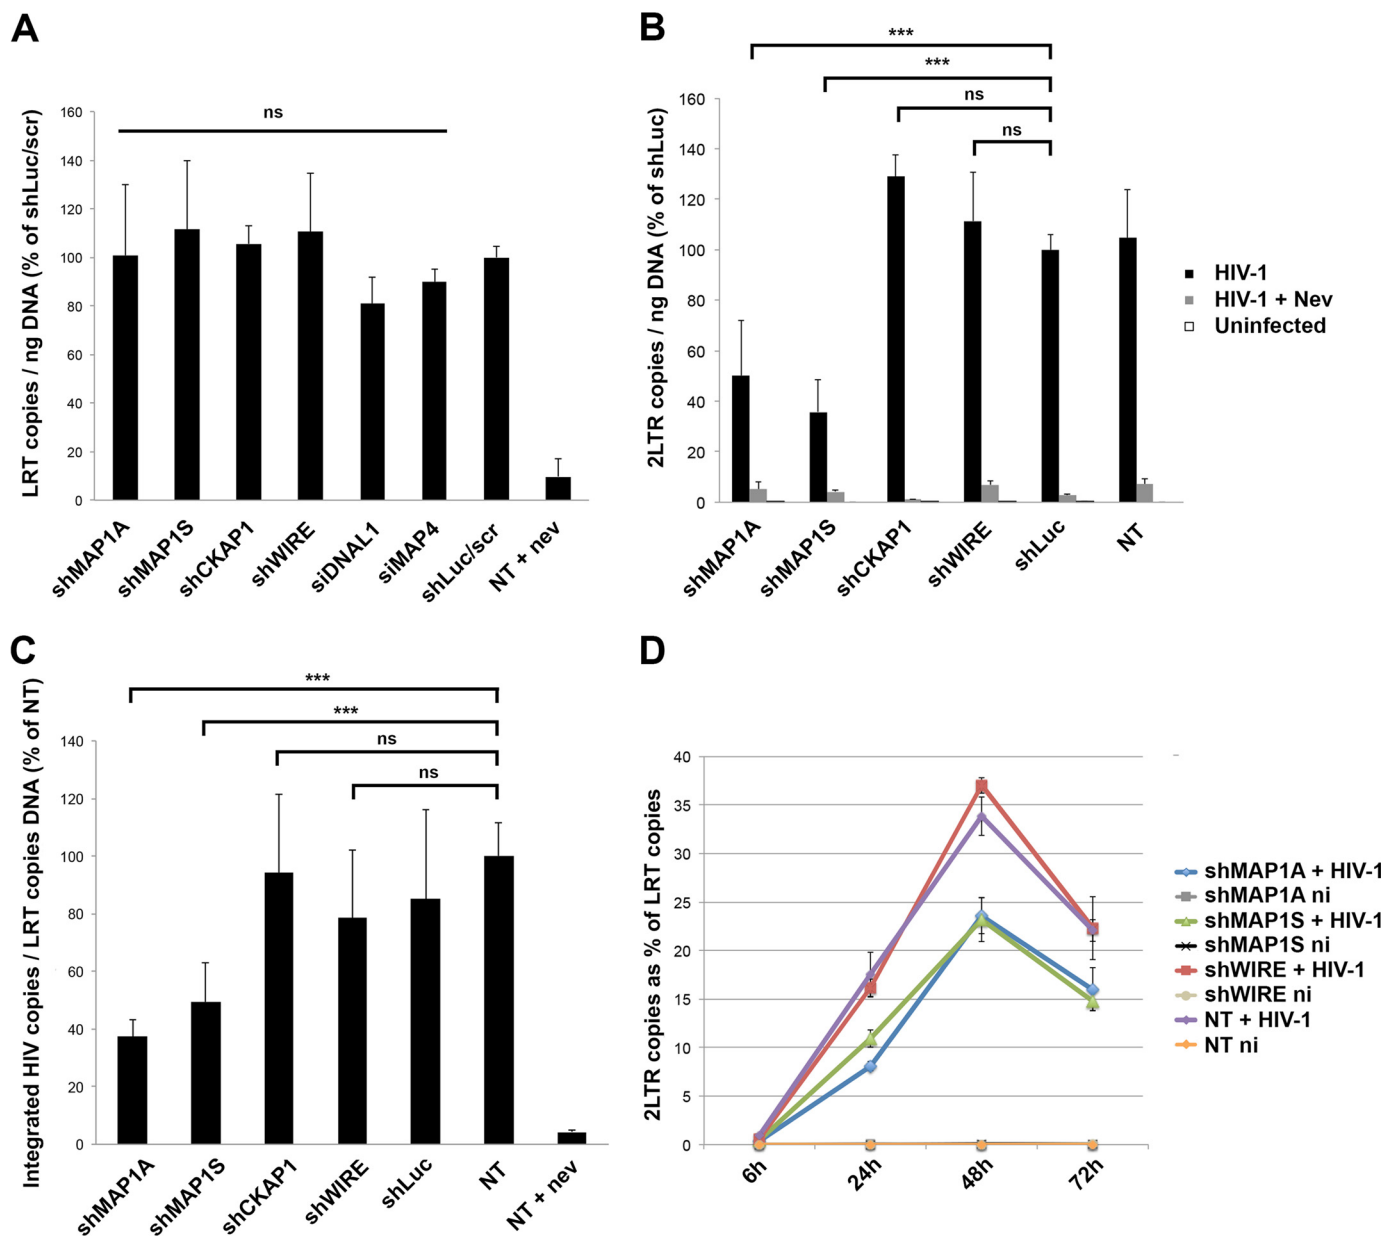 A
LRT copies / ng DNA (% of shLuc/scr)
160
140
120
100
80
60
40
20
0
ns
shMAP1A
shMAP1S
shCKAP1
shWIRE
siDNAL1
siMAP4
shLuc/scr
NT + nev
B
2LTR copies / ng DNA (% of shLuc)
160
140
120
100
80
60
40
20
0
***
***
ns
ns
shMAP1A
shMAP1S
shCKAP1
shWIRE
shLuc
NT
HIV-1
HIV-1 + Nev
Uninfected
C
Integrated HIV copies / LRT copies DNA (% of NT)
140
120
100
80
60
40
20
0
***
***
ns
ns
shMAP1A
shMAP1S
shCKAP1
shWIRE
shLuc
NT
NT + nev
D
2LTR copies as % of LRT copies
40
35
30
25
20
15
10
5
0
6h
24h
48h
72h
shMAP1A + HIV-1
shMAP1A ni
shMAP1S + HIV-1
shMAP1S ni
shWIRE + HIV-1
shWIRE ni
NT + HIV-1
NT ni